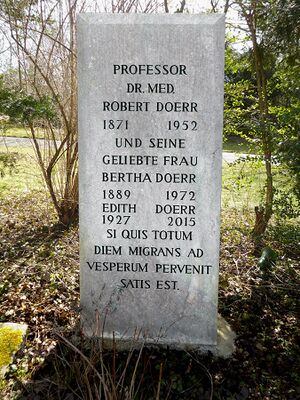 PROFESSOR
DR. MED.
ROBERT DOERR
1871 1952
UND SEINE
GELIEBTE FRAU
BERTHA DOERR
1889 1972
EDITH DOERR
1927 2015
SI QUIS TOTUM
DIEM MIGRANS AD
VESPERUM PERVENIT
SATIS EST.